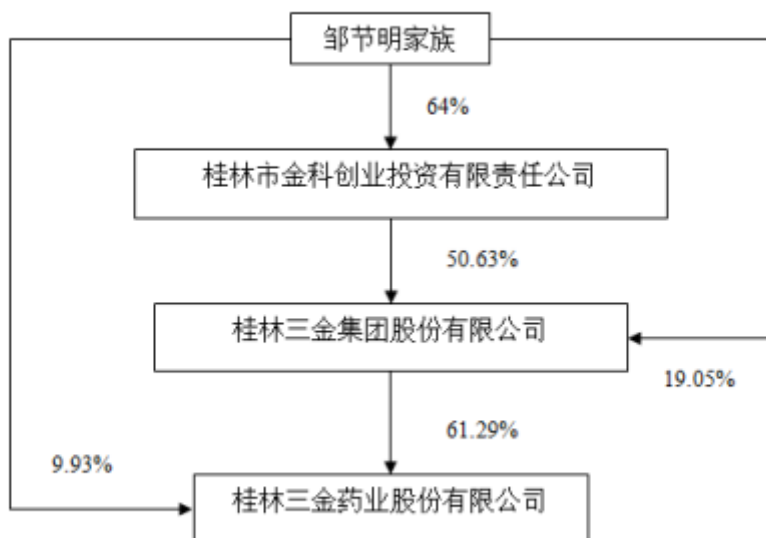 邹节明家族
64%
桂林市金科创业投资有限责任公司
50.63%
桂林三金集团股份有限公司
19.05%
61.29%
9.93%
桂林三金药业股份有限公司